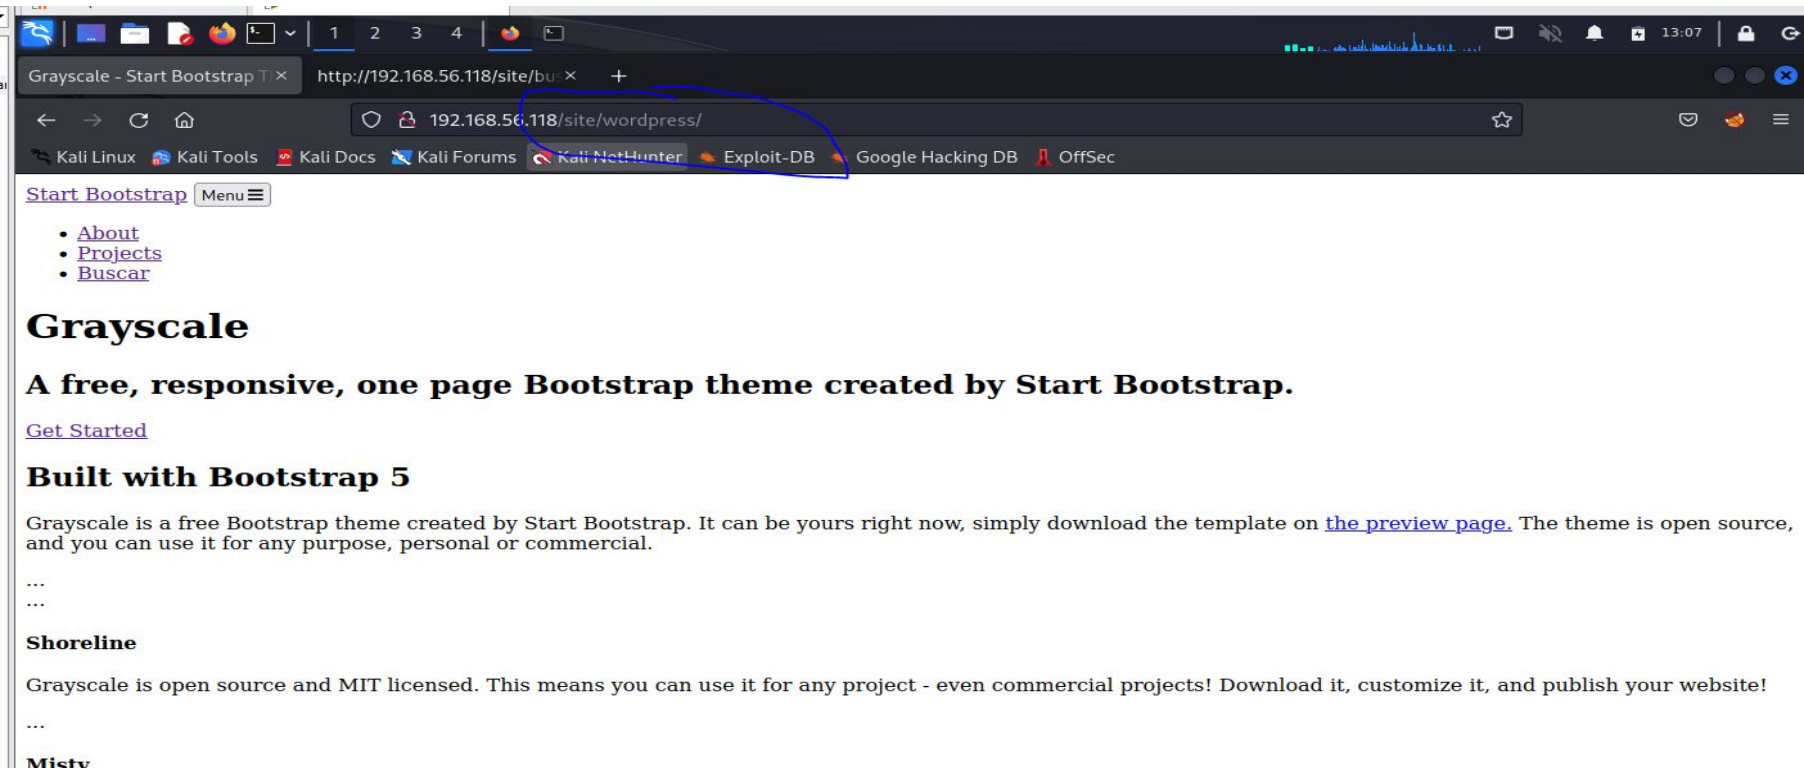 1 2 3 4 13:07
Grayscale - Start Bootstrap T http://192.168.56.118/site/bus
192.168.56.118/site/wordpress/
Kali Linux Kali Tools Kali Docs Kali Forums Kali NetHunter Exploit-DB Google Hacking DB OffSec
Start Bootstrap Menu
About
Projects
Buscar
Grayscale
A free, responsive, one page Bootstrap theme created by Start Bootstrap.
Get Started
Built with Bootstrap 5
Grayscale is a free Bootstrap theme created by Start Bootstrap. It can be yours right now, simply download the template on the preview page. The theme is open source,
and you can use it for any purpose, personal or commercial.
...
...
Shoreline
Grayscale is open source and MIT licensed. This means you can use it for any project - even commercial projects! Download it, customize it, and publish your website!
...
Misty